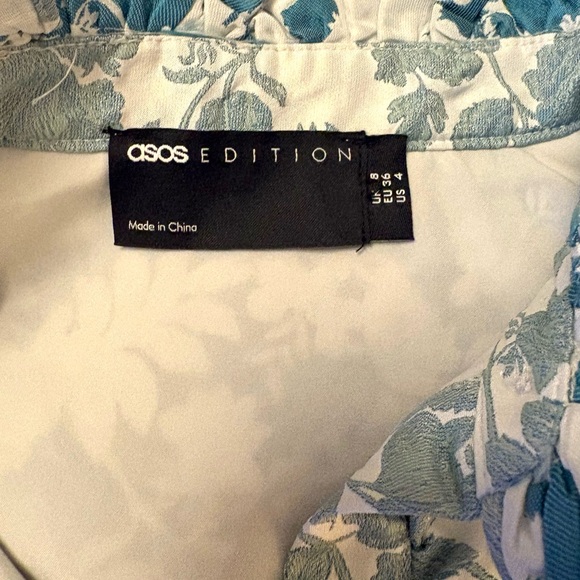 asos EDITION
Made in China
UK 8
EU 36
US 4